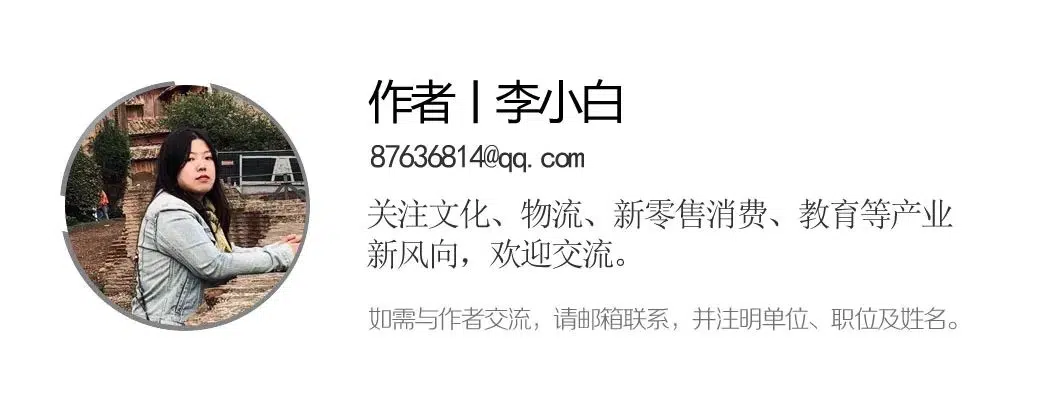 作者丨李小白
87636814@qq.com
关注文化、物流、新零售消费、教育等产业
新风向，欢迎交流。
如需与作者交流，请邮箱联系，并注明单位、职位及姓名。